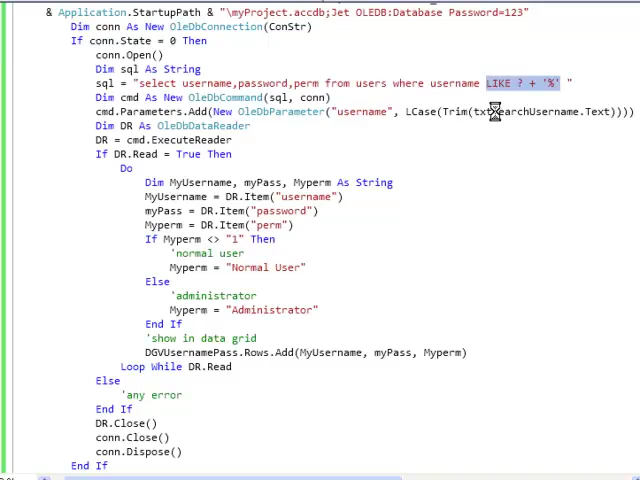 & Application.StartupPath & "\myProject.accdb;Jet OLEDB:Database Password=123"
Dim conn As New OleDbConnection(ConStr)
If conn.State = 0 Then
conn.Open()
Dim sql As String
sql = "select username,password,perm from users where username LIKE ? + '%' "
Dim cmd As New OleDbCommand(sql, conn)
cmd.Parameters.Add(New OleDbParameter("username", LCase(Trim(txtSearchUsername.Text))))
Dim DR As OleDbDataReader
DR = cmd.ExecuteReader
If DR.Read = True Then
Do
Dim MyUsername, myPass, Myperm As String
MyUsername = DR.Item("username")
myPass = DR.Item("password")
Myperm = DR.Item("perm")
If Myperm <> "1" Then
'normal user
Myperm = "Normal User"
Else
'administrator
Myperm = "Administrator"
End If
'show in data grid
DGVUsernamePass.Rows.Add(MyUsername, myPass, Myperm)
Loop While DR.Read
Else
'any error
End If
DR.Close()
conn.Close()
conn.Dispose()
End If